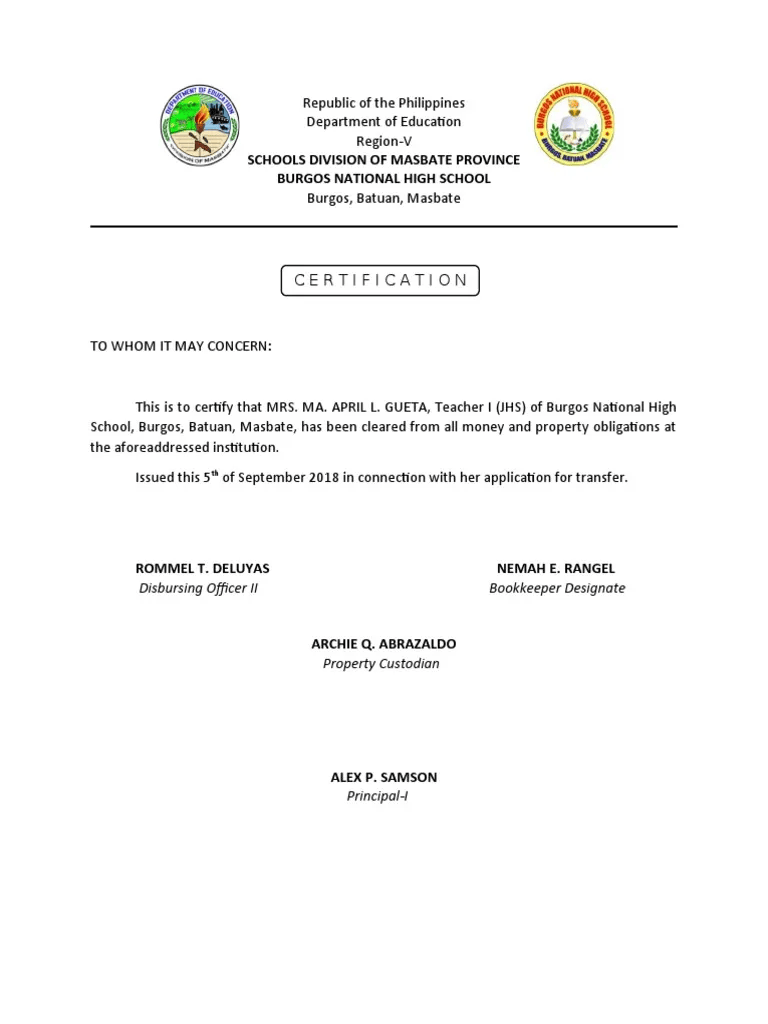 Republic of the Philippines
Department of Education
Region-V
SCHOOLS DIVISION OF MASBATE PROVINCE
BURGOS NATIONAL HIGH SCHOOL
Burgos, Batuan, Masbate
DEPARTMENT OF EDUCATION
DIVISION OF MASBATE
BURGOS NATIONAL HIGH SCHOOL
BURGOS, BATUAN, MASBATE
CERTIFICATION
TO WHOM IT MAY CONCERN:
This is to certify that MRS. MA. APRIL L. GUETA, Teacher I (JHS) of Burgos National High
School, Burgos, Batuan, Masbate, has been cleared from all money and property obligations at
the aforeaddressed institution.
Issued this 5th of September 2018 in connection with her application for transfer.
ROMMEL T. DELUYAS NEMAH E. RANGEL
Disbursing Officer II Bookkeeper Designate
ARCHIE Q. ABRAZALDO
Property Custodian
ALEX P. SAMSON
Principal-I